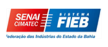 SENAI
CIMATEC
SISTEMA
FIEB
Federação das Indústrias do Estado da Bahia